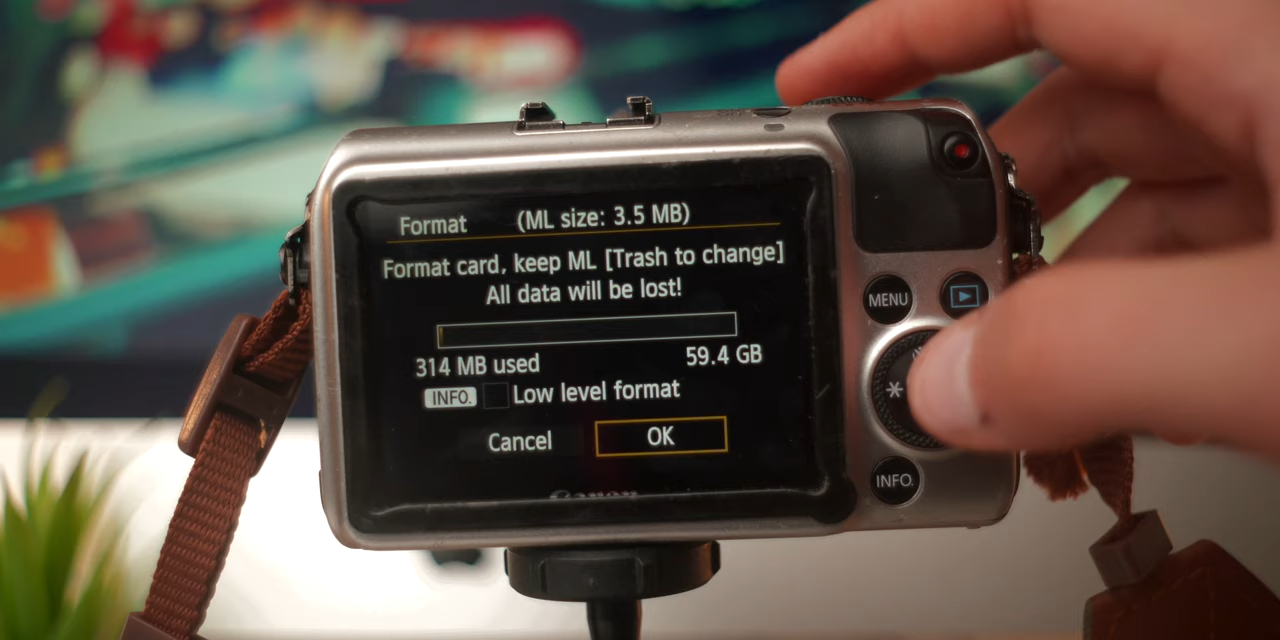 Format (ML size: 3.5 MB)
Format card, keep ML [Trash to change]
All data will be lost!
314 MB used 59.4 GB
INFO. Low level format
Cancel OK
Canon
MENU
INFO.